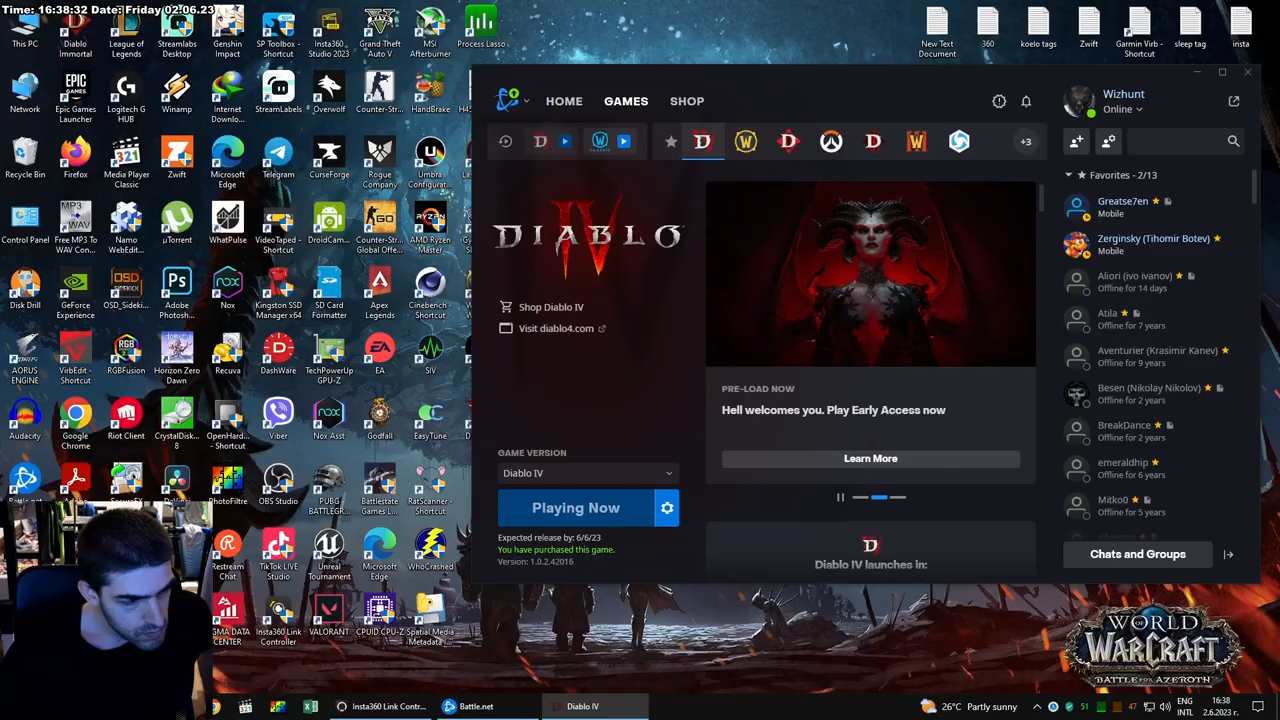 Time: 16:38:32 Date: Friday 02.06.23
This PC
Diablo Immortal
League of Legends
Streamlabs Desktop
Genshin Impact
SP Toolbox - Shortcut
Insta360 Studio 2023
Grand Theft Auto V
MSI Afterburner
Process Lasso
New Text Document
360
koelo tags
Zwift
Garmin Virb - Shortcut
sleep tag
insta
Network
Epic Games Launcher
Logitech G HUB
Winamp
Internet Downlo...
StreamLabels
Overwolf
Counter-Str...
HandBrake
Recycle Bin
Firefox
Media Player Classic
Zwift
Microsoft Edge
Telegram
CurseForge
Rogue Company
Umbra Configurat...
Control Panel
Free MP3 To WAV Con...
Namo WebEdit...
µTorrent
WhatPulse
VideoTaped - Shortcut
DroidCam...
Counter-Str... Global Offe...
AMD Ryzen Master
Disk Drill
GeForce Experience
OSD_Sideki...
Adobe Photosh...
Nox
Kingston SSD Manager x64
SD Card Formatter
Apex Legends
Cinebench - Shortcut
AORUS ENGINE
VirbEdit - Shortcut
RGBFusion
Horizon Zero Dawn
Recuva
DashWare
TechPowerUp GPU-Z
EA
SIV
Audacity
Google Chrome
Riot Client
CrystalDisk... 8
OpenHard... - Shortcut
Viber
Nox Asst
Godfall
EasyTune
PhotoFiltre
OBS Studio
PUBG BATTLEGR...
Battlestate Games L...
RatScanner - Shortcut
Restream Chat
TikTok LIVE Studio
Unreal Tournament
Microsoft Edge
WhoCrashed
Insta360 Link Controller
VALORANT
CPUID CPU-Z
Spatial Media Metadata ...
HOME
GAMES
SHOP
Wizhunt
Online
+3
DIABLO IV
Shop Diablo IV
Visit diablo4.com
GAME VERSION
Diablo IV
Playing Now
Expected release by: 6/6/23
You have purchased this game.
Version: 1.0.2.42016
PRE-LOAD NOW
Hell welcomes you. Play Early Access now
Learn More
Diablo IV launches in:
Favorites - 2/13
Greatse7en
Mobile
Zerginsky (Tihomir Botev)
Mobile
Aliori (ivo ivanov)
Offline for 14 days
Atila
Offline for 7 years
Aventurier (Krasimir Kanev)
Offline for 9 years
Besen (Nikolay Nikolov)
Offline for 2 years
BreakDance
Offline for 2 years
emeraldhip
Offline for 6 years
Mitko0
Offline for 5 years
Chats and Groups
WORLD WARCRAFT
BATTLE FOR AZEROTH
Insta360 Link Contr...
Battle.net
Diablo IV
26°C Partly sunny
51
47
ENG
INTL
16:38
2.6.2023 г.